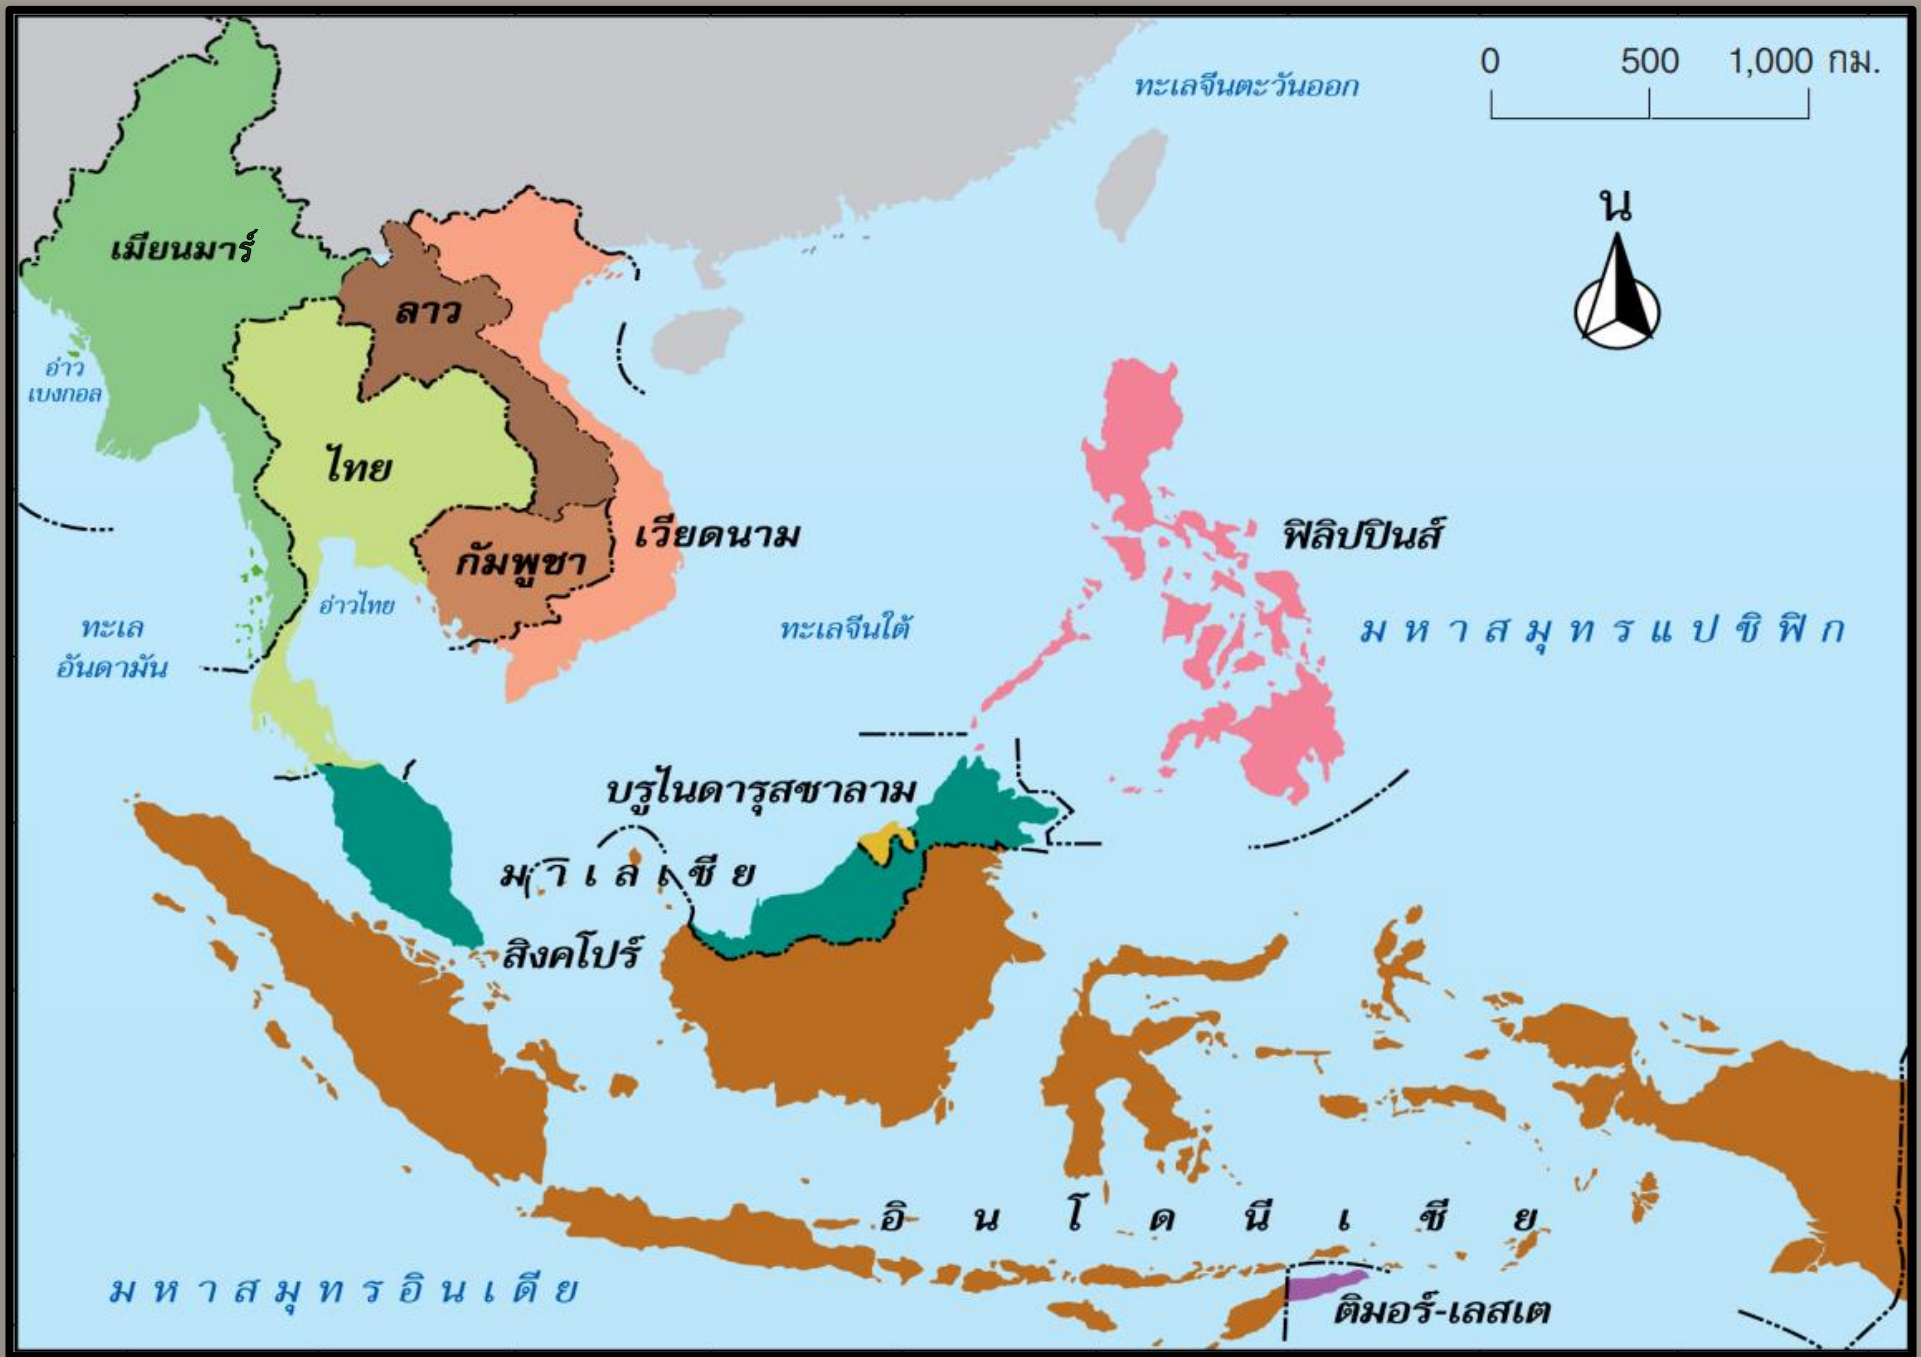 0 500 1,000 กม.
ทะเลจีนตะวันออก
น
เมียนมาร์
ลาว
อ่าว
เบงกอล
ไทย
เวียดนาม
ฟิลิปปินส์
กัมพูชา
อ่าวไทย
ทะเล
อันดามัน
ทะเลจีนใต้
มหาสมุทรแปซิฟิก
บรูไนดารุสซาลาม
มาเลเซีย
สิงคโปร์
อินโดนีเซีย
มหาสมุทรอินเดีย
ติมอร์-เลสเต